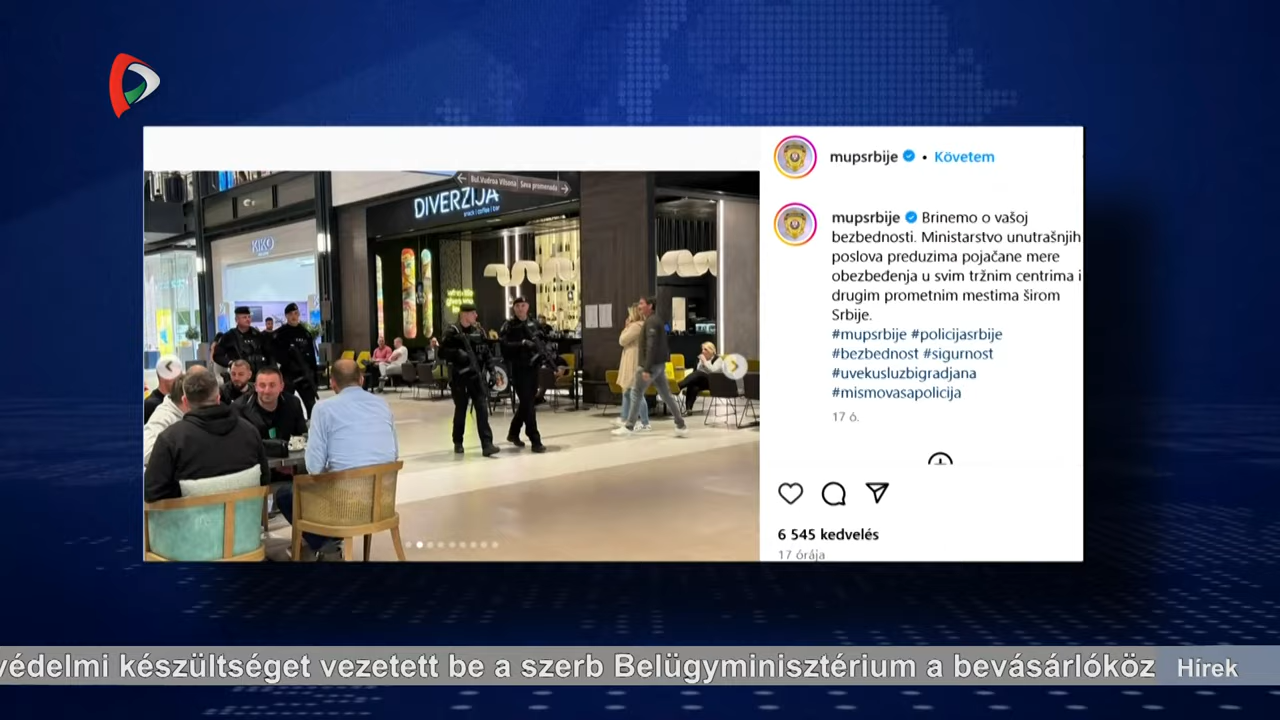 Bul.Vudroa Vilsona
Sava promenada
DIVERZIJA
snack | coffee | bar
KIKO
mupsrbije • Követem
mupsrbije Brinemo o vašoj
bezbednosti. Ministarstvo unutrašnjih
poslova preduzima pojačane mere
obezbeđenja u svim tržnim centrima i
drugim prometnim mestima širom
Srbije.
#mupsrbije #policijasrbije
#bezbednost #sigurnost
#uvekusluzbigradjana
#mismovasapolicija
17 ó.
6 545 kedvelés
17 órája
védelmi készültséget vezetett be a szerb Belügyminisztérium a bevásárlóköz
Hírek